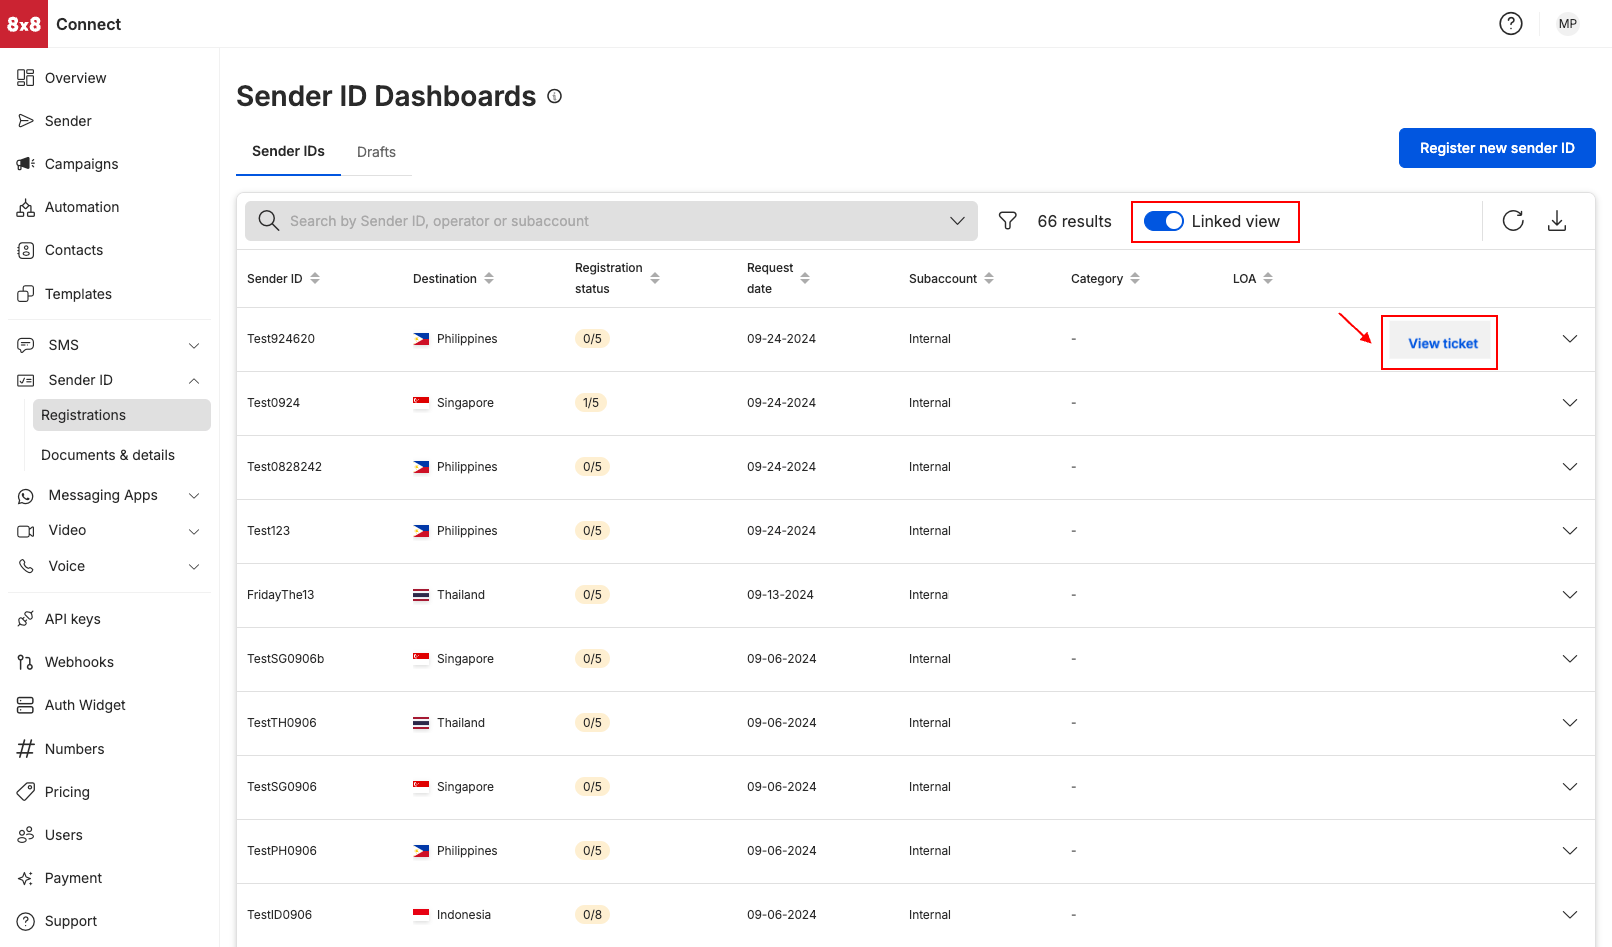 8x8 Connect
MP
Overview
Sender
Campaigns
Automation
Contacts
Templates
SMS
Sender ID
Registrations
Documents & details
Messaging Apps
Video
Voice
API keys
Webhooks
Auth Widget
Numbers
Pricing
Users
Payment
Support
Sender ID Dashboards
Sender IDs Drafts
Register new sender ID
Search by Sender ID, operator or subaccount 66 results Linked view
Sender ID Destination Registration status Request date Subaccount Category LOA
Test924620 Philippines 0/5 09-24-2024 Internal - View ticket
Test0924 Singapore 1/5 09-24-2024 Internal -
Test0828242 Philippines 0/5 09-24-2024 Internal -
Test123 Philippines 0/5 09-24-2024 Internal -
FridayThe13 Thailand 0/5 09-13-2024 Interna -
TestSG0906b Singapore 0/5 09-06-2024 Internal -
TestTH0906 Thailand 0/5 09-06-2024 Internal -
TestSG0906 Singapore 0/5 09-06-2024 Internal -
TestPH0906 Philippines 0/5 09-06-2024 Internal -
TestID0906 Indonesia 0/8 09-06-2024 Internal -